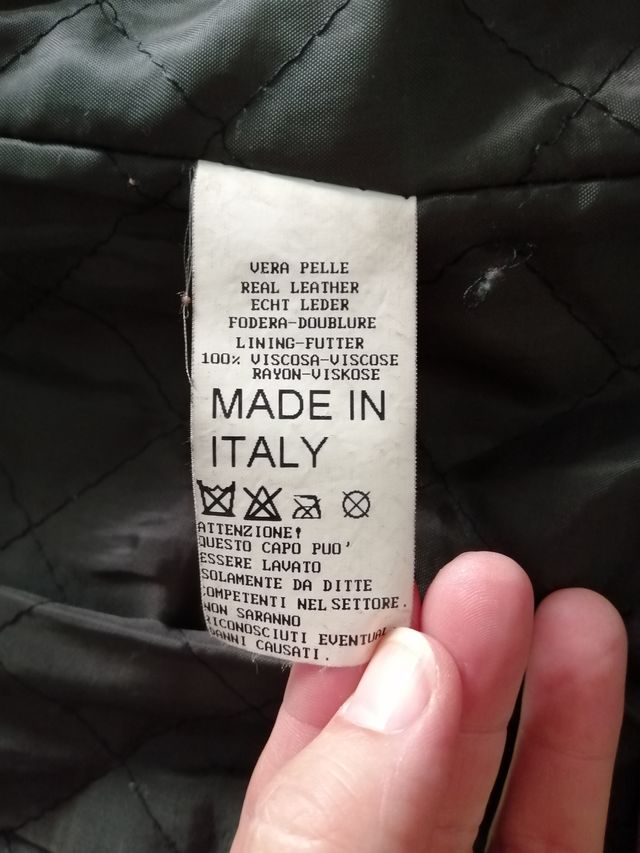 VERA PELLE
REAL LEATHER
ECHT LEDER
FODERA-DOUBLURE
LINING-FUTTER
100% VISCOSA-VISCOSE
RAYON-VISKOSE
MADE IN
ITALY
ATTENZIONE!
QUESTO CAPO PUO'
ESSERE LAVATO
SOLAMENTE DA DITTE
COMPETENTI NEL SETTORE.
NON SARANNO
RICONOSCIUTI EVENTUAL
DANNI CAUSATI.